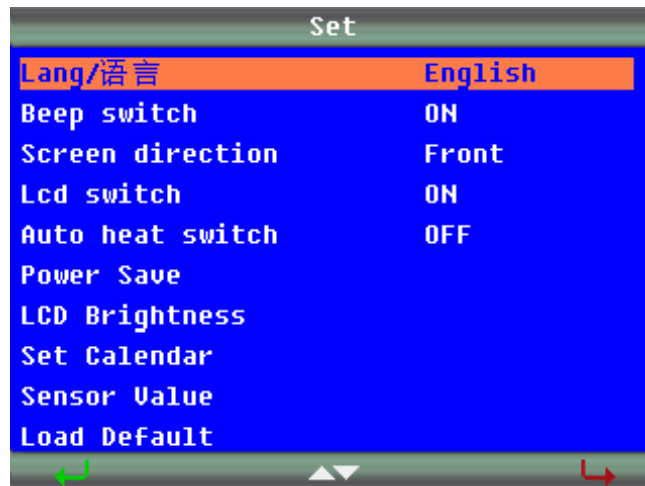 Set
Lang/语言 English
Beep switch ON
Screen direction Front
Lcd switch ON
Auto heat switch OFF
Power Save
LCD Brightness
Set Calendar
Sensor Value
Load Default